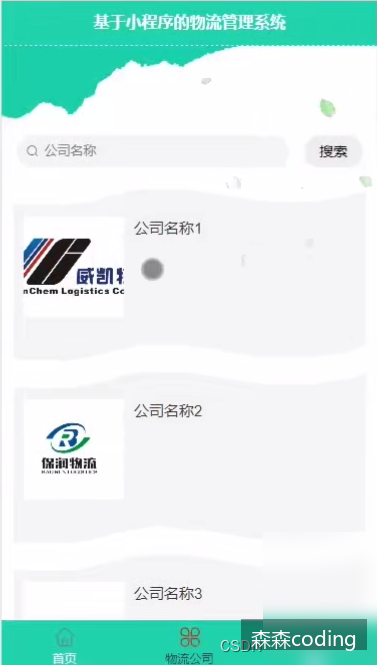 基于小程序的物流管理系统
公司名称
搜索
公司名称1
威凯物
nChem Logistics Co
公司名称2
保润物流
公司名称3
首页
物流公司
CSDN
森森coding